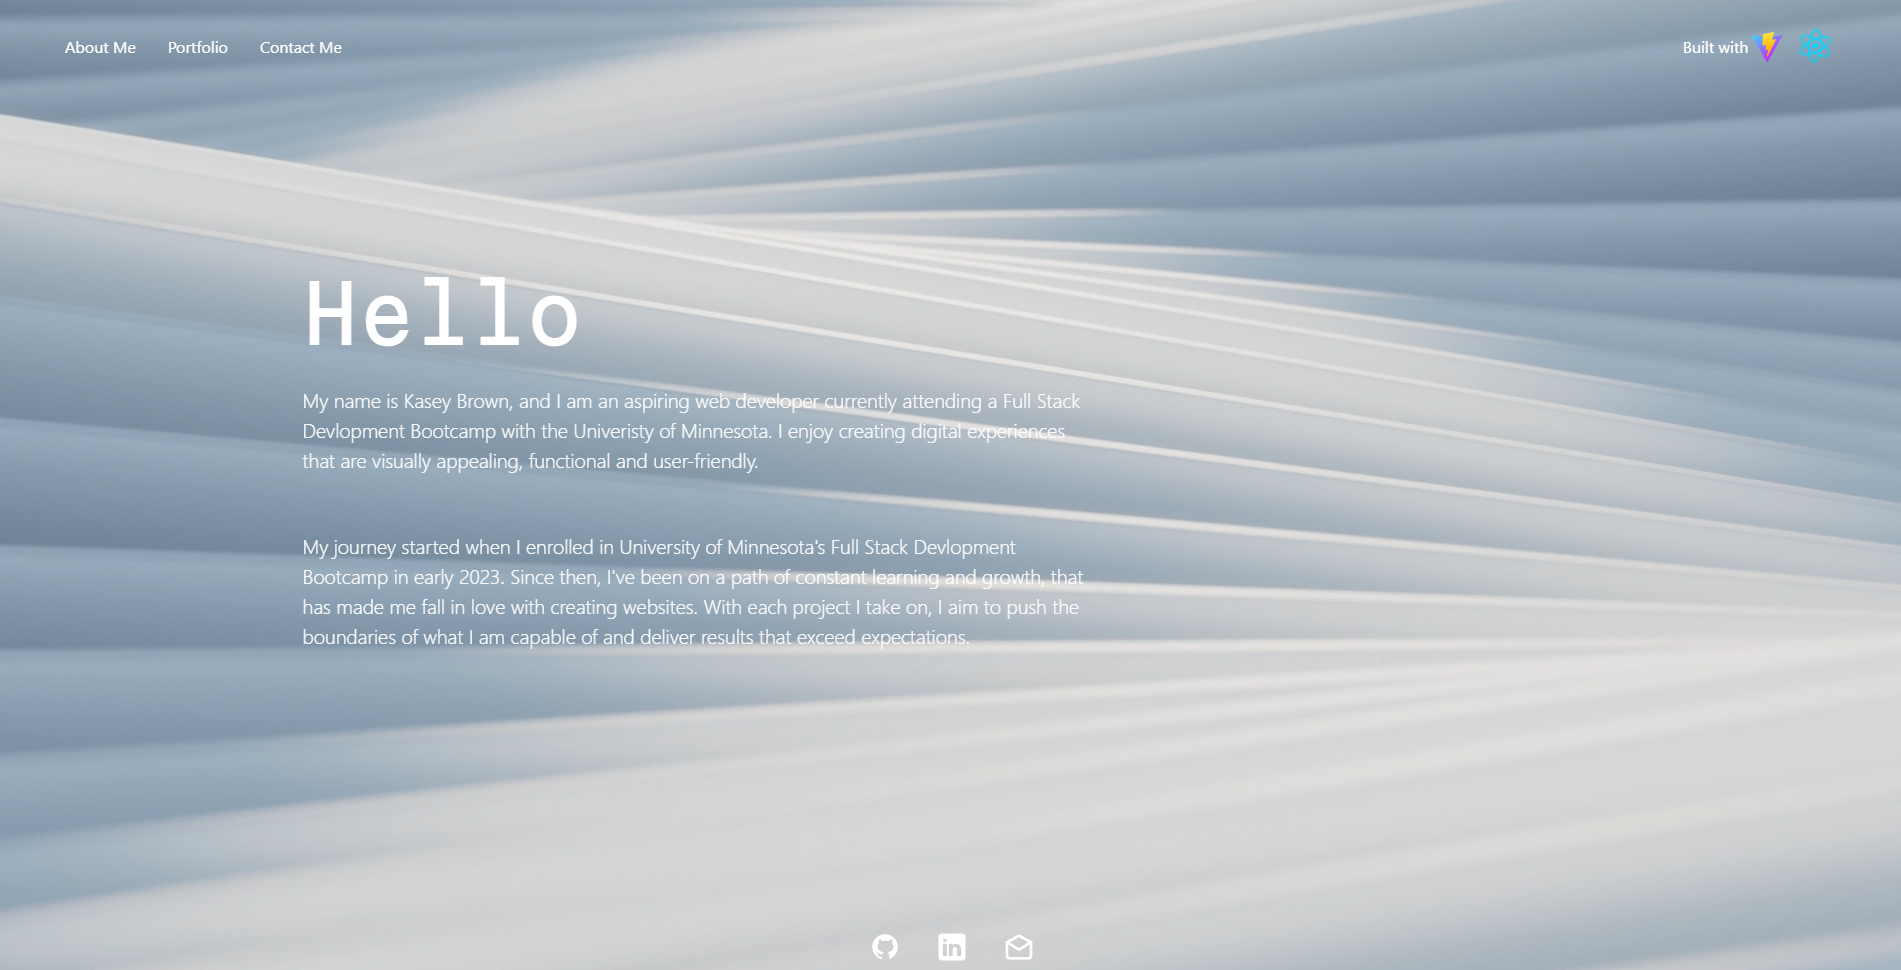 About Me
Portfolio
Contact Me
Built with
Hello
My name is Kasey Brown, and I am an aspiring web developer currently attending a Full Stack
Devlopment Bootcamp with the Univeristy of Minnesota. I enjoy creating digital experiences
that are visually appealing, functional and user-friendly.
My journey started when I enrolled in University of Minnesota's Full Stack Devlopment
Bootcamp in early 2023. Since then, I've been on a path of constant learning and growth, that
has made me fall in love with creating websites. With each project I take on, I aim to push the
boundaries of what I am capable of and deliver results that exceed expectations.
in